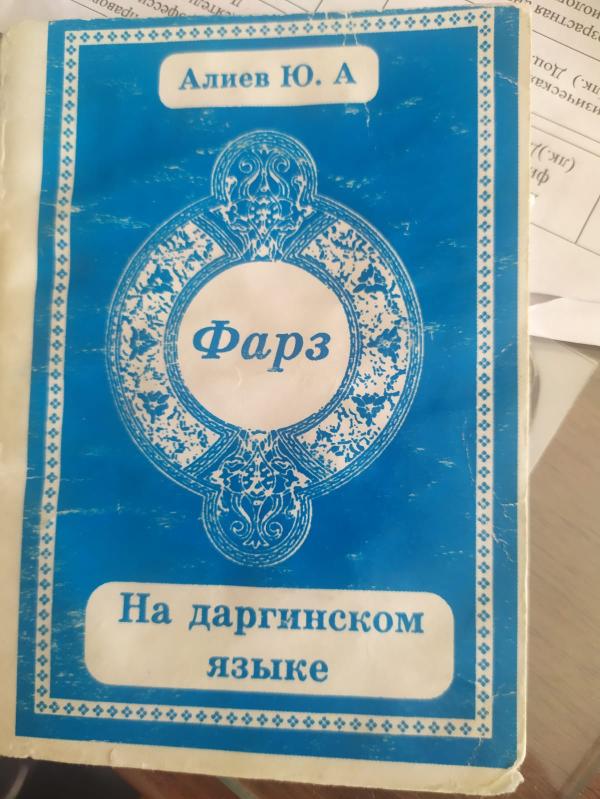 Алиев Ю. А
Фарз
На даргинском
языке